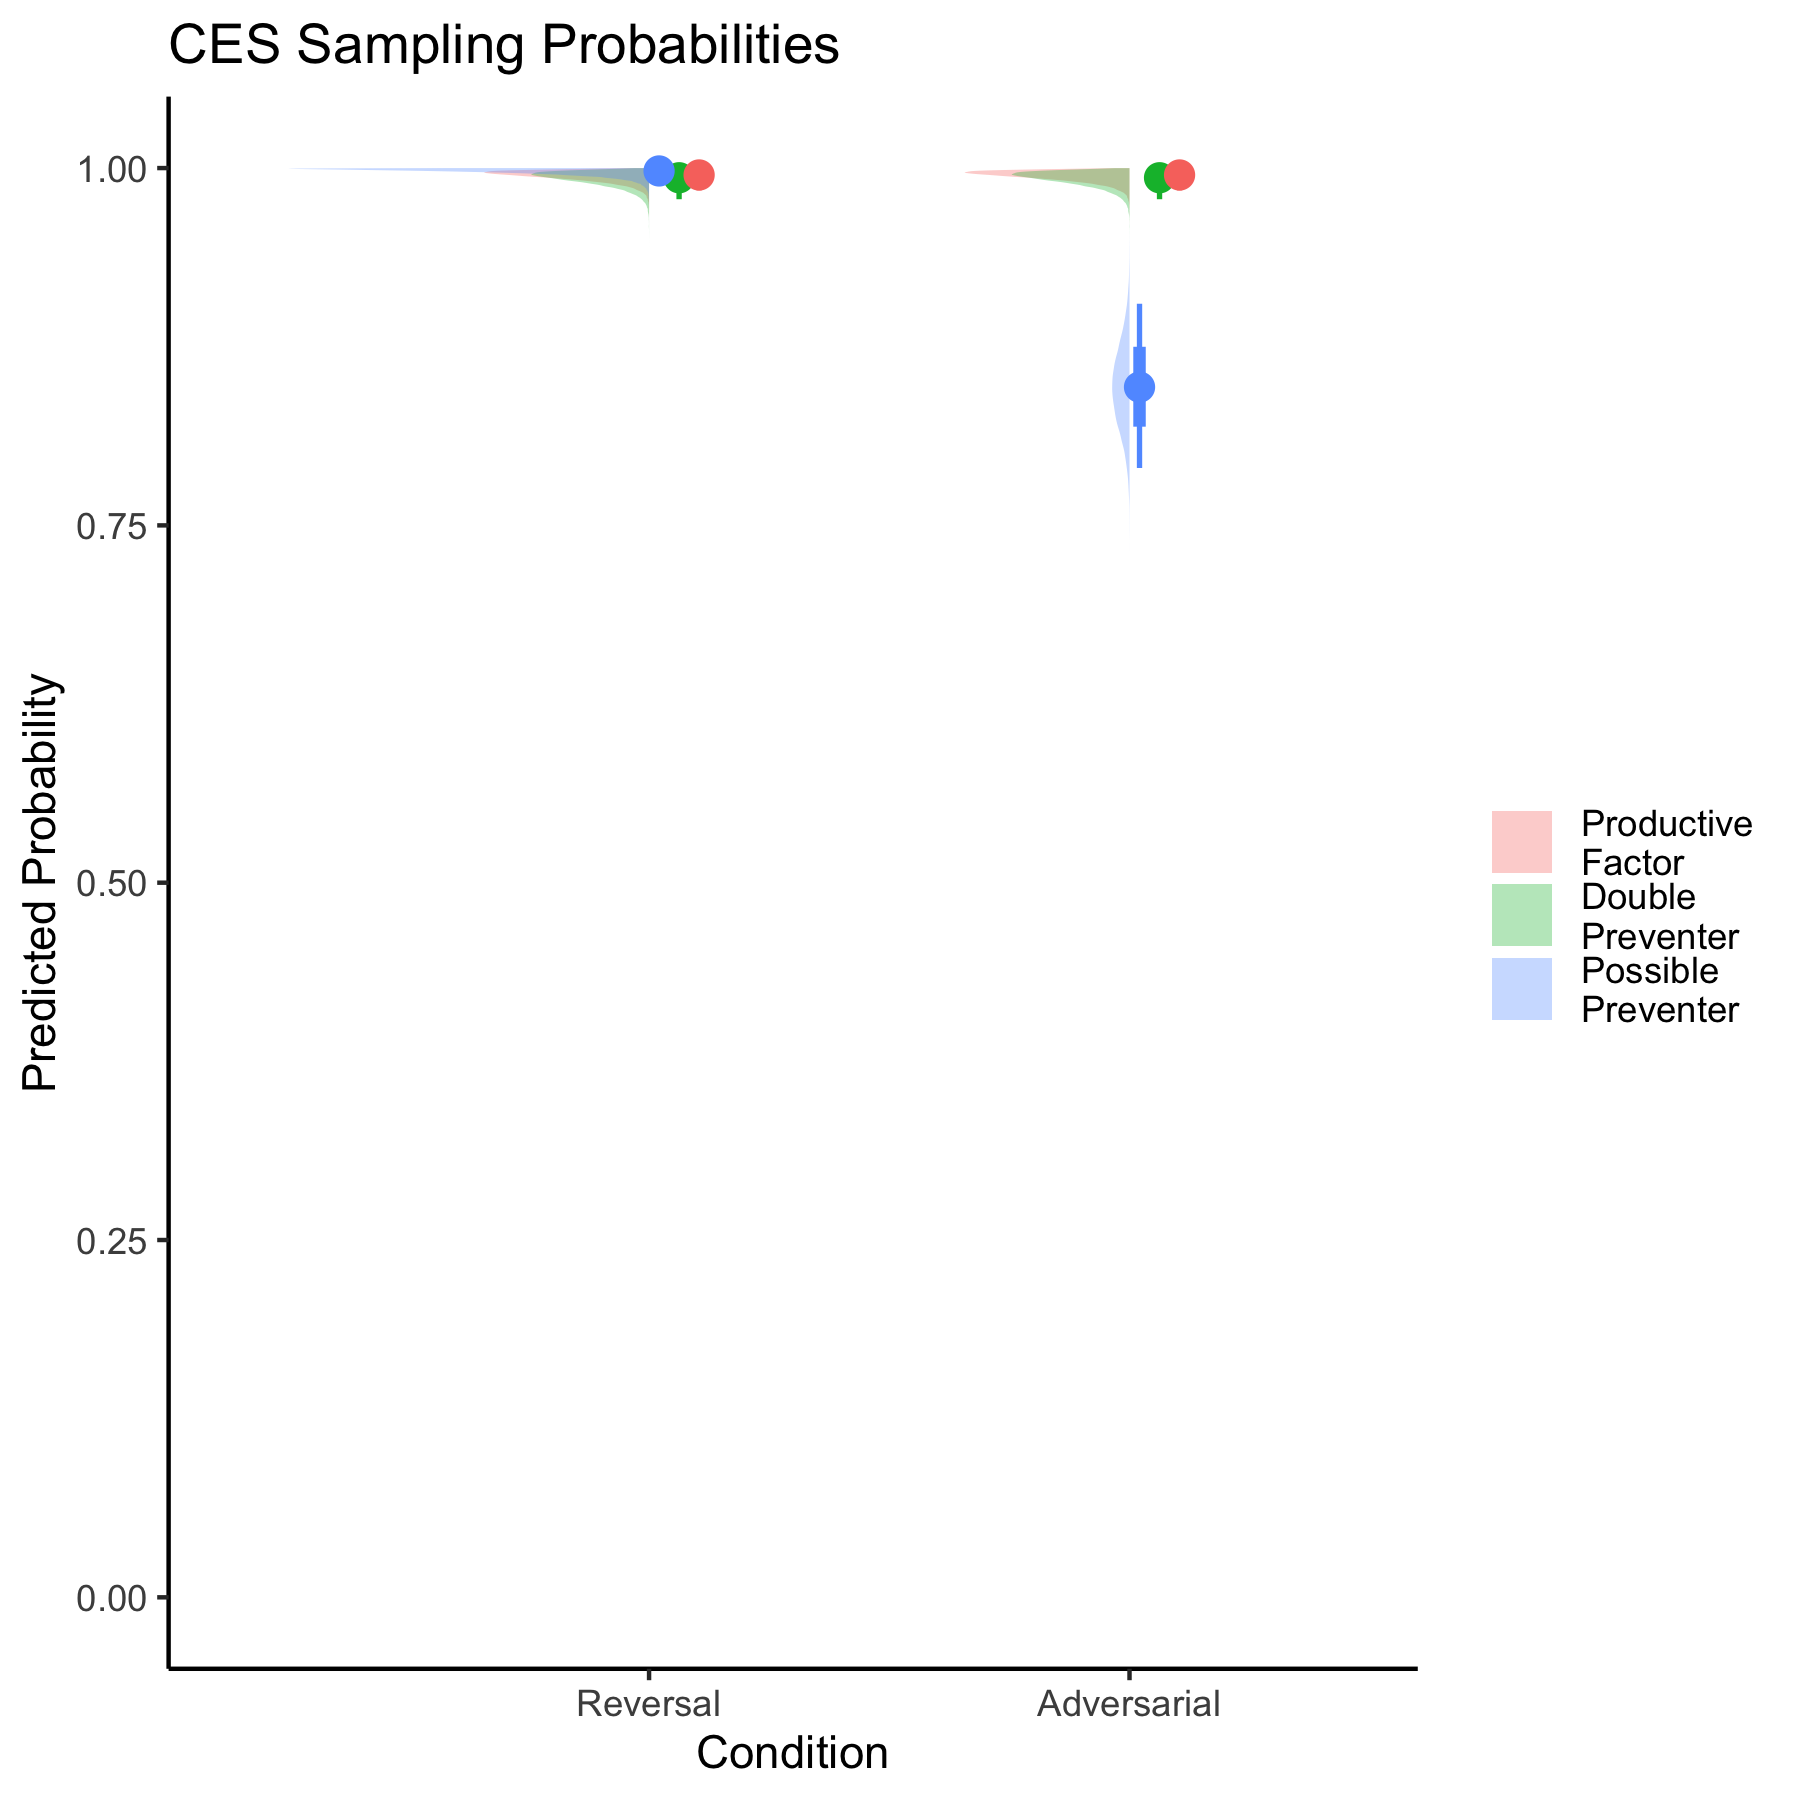 CES Sampling Probabilities
1.00
0.75
0.50
0.25
0.00
Predicted Probability
Reversal
Adversarial
Condition
Productive
Factor
Double
Preventer
Possible
Preventer